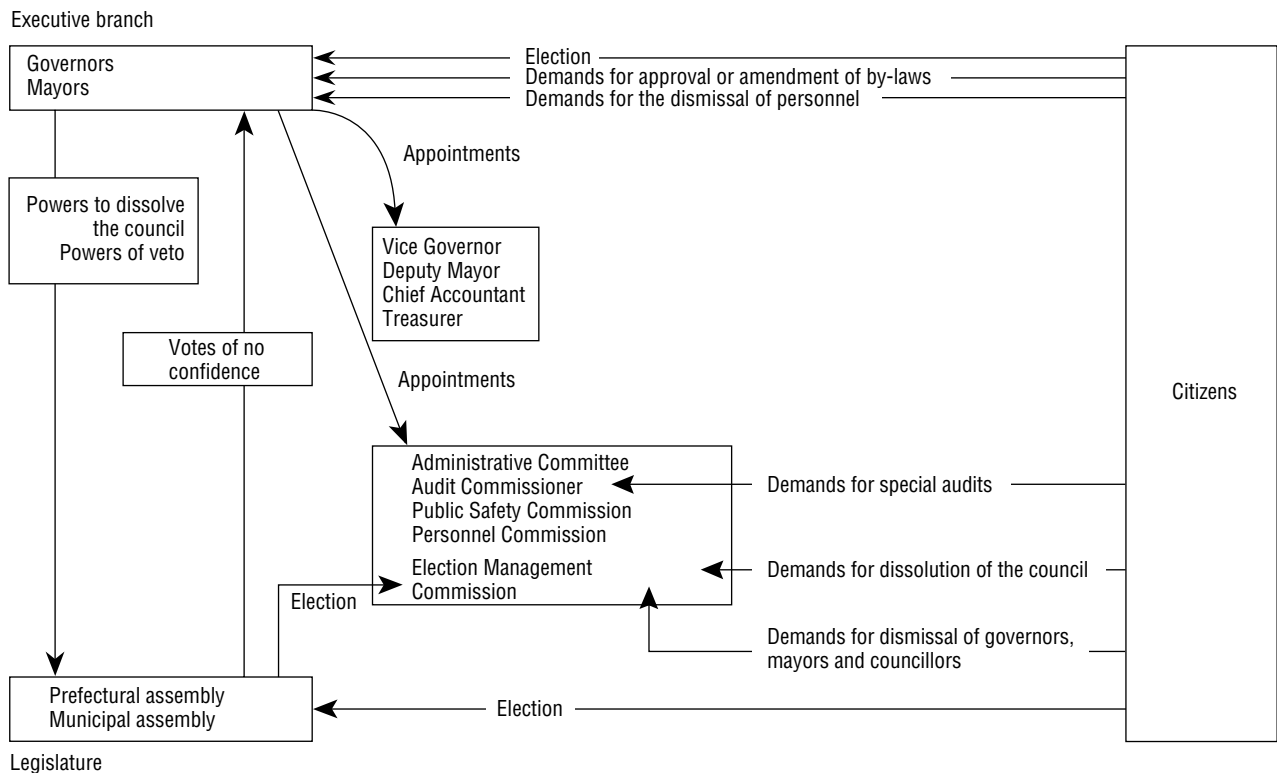 Executive branch
Governors
Mayors
Election
Demands for approval or amendment of by-laws
Demands for the dismissal of personnel
Appointments
Powers to dissolve
the council
Powers of veto
Vice Governor
Deputy Mayor
Chief Accountant
Treasurer
Votes of no
confidence
Appointments
Citizens
Administrative Committee
Audit Commissioner
Public Safety Commission
Personnel Commission
Election Management
Commission
Demands for special audits
Demands for dissolution of the council
Election
Demands for dismissal of governors,
mayors and councillors
Prefectural assembly
Municipal assembly
Election
Legislature